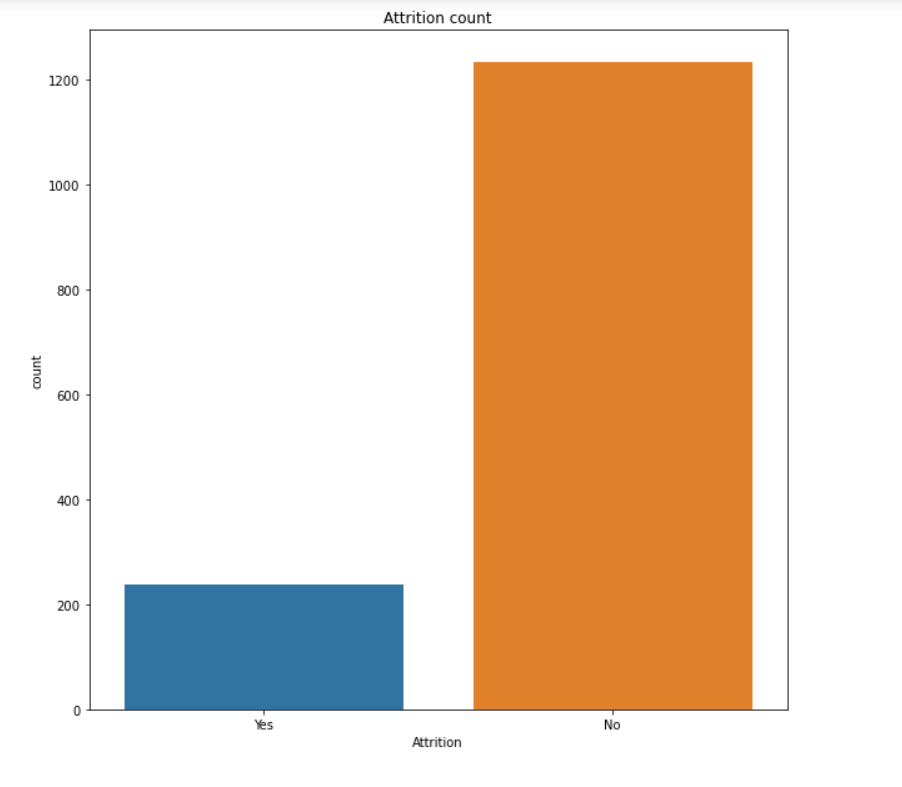 Attrition count
1200
1000
800
600
400
200
0
count
Yes
No
Attrition